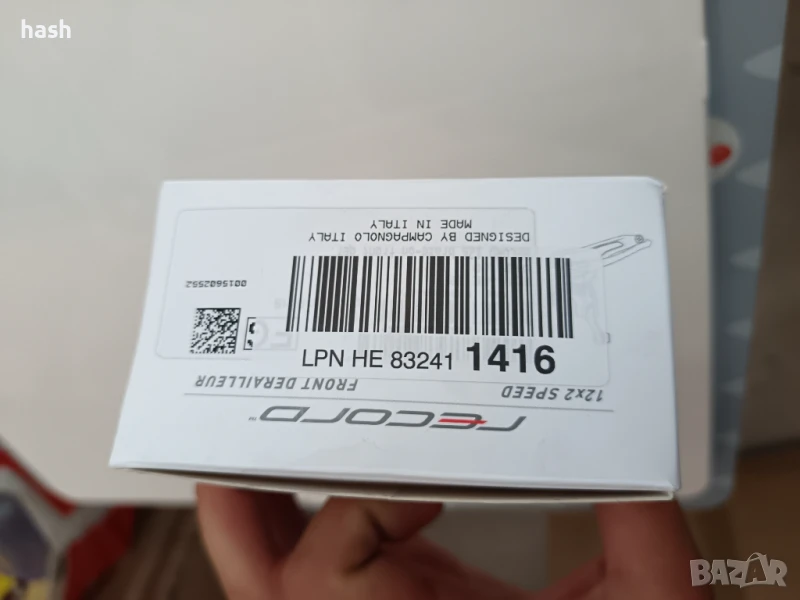 hash
DESIGNED BY CAMPAGNOLO ITALY
MADE IN ITALY
0015602552
LPN HE 83241 1416
12x2 SPEED
FRONT DERAILLEUR
record
BAZAR